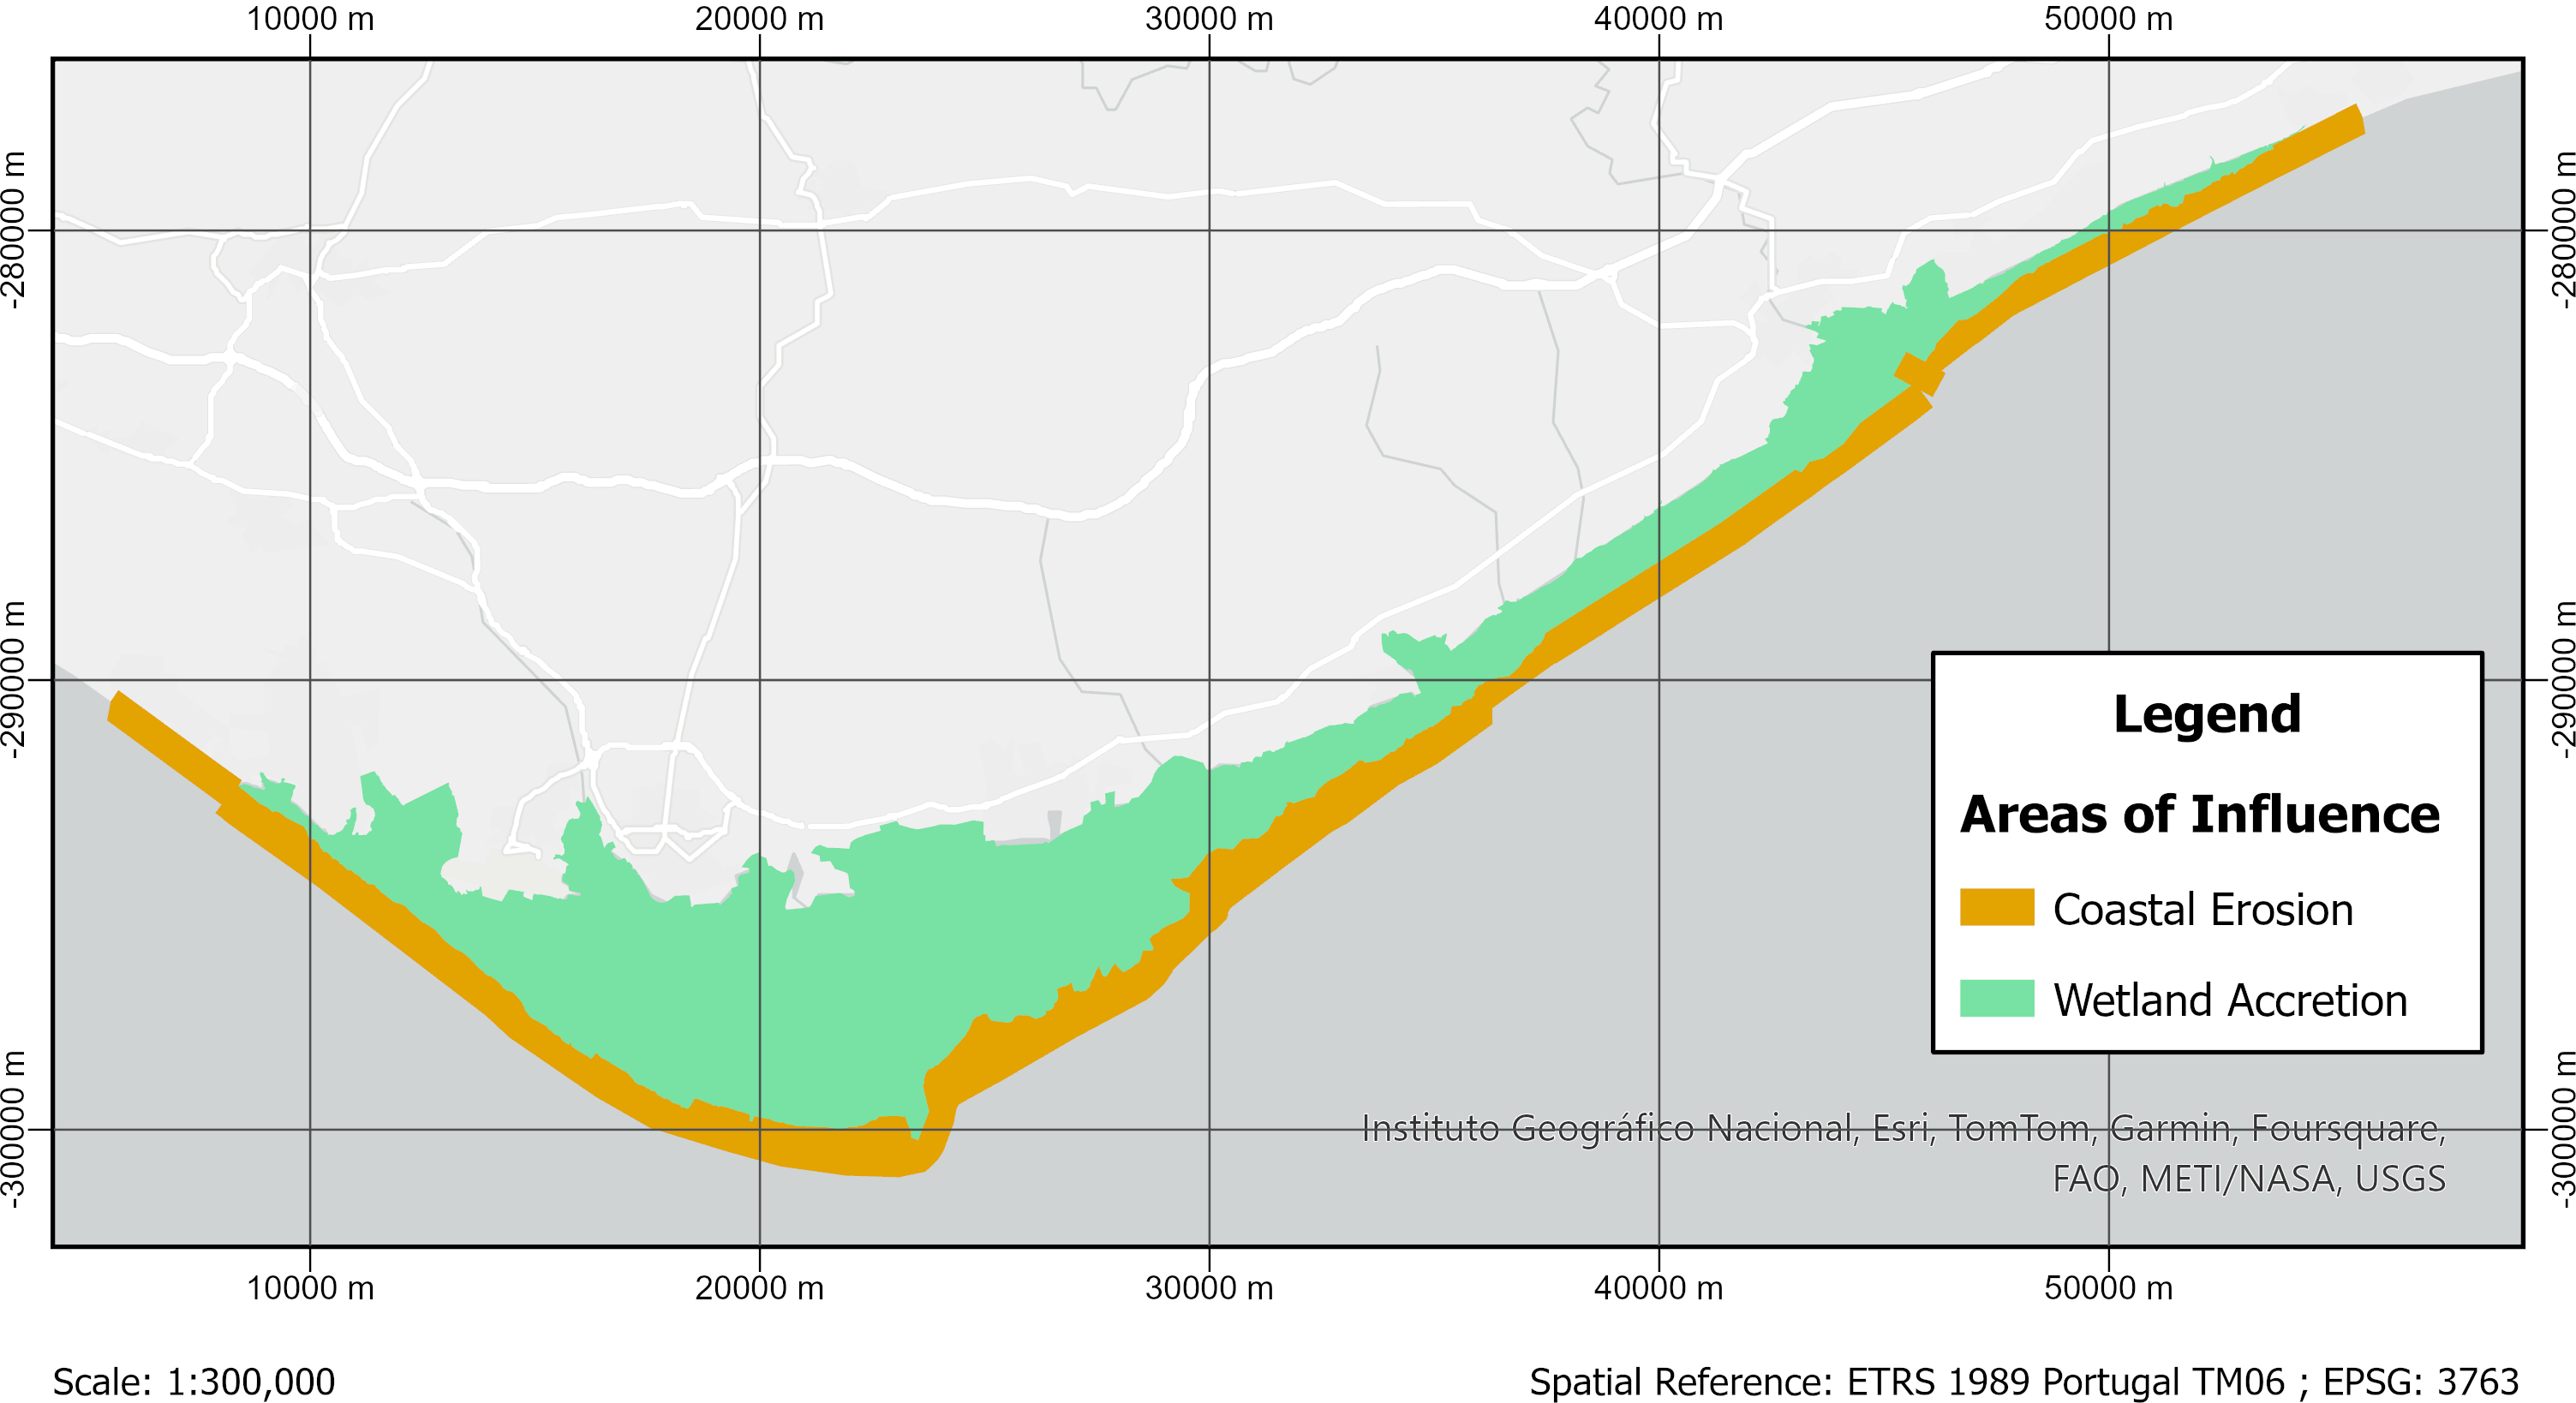 10000 m 20000 m 30000 m 40000 m 50000 m
-280000 m -280000 m
-290000 m -290000 m
Legend
Areas of Influence
Coastal Erosion
Wetland Accretion
-300000 m -300000 m
Instituto Geográfico Nacional, Esri, TomTom, Garmin, Foursquare,
FAO, METI/NASA, USGS
10000 m 20000 m 30000 m 40000 m 50000 m
Scale: 1:300,000 Spatial Reference: ETRS 1989 Portugal TM06 ; EPSG: 3763